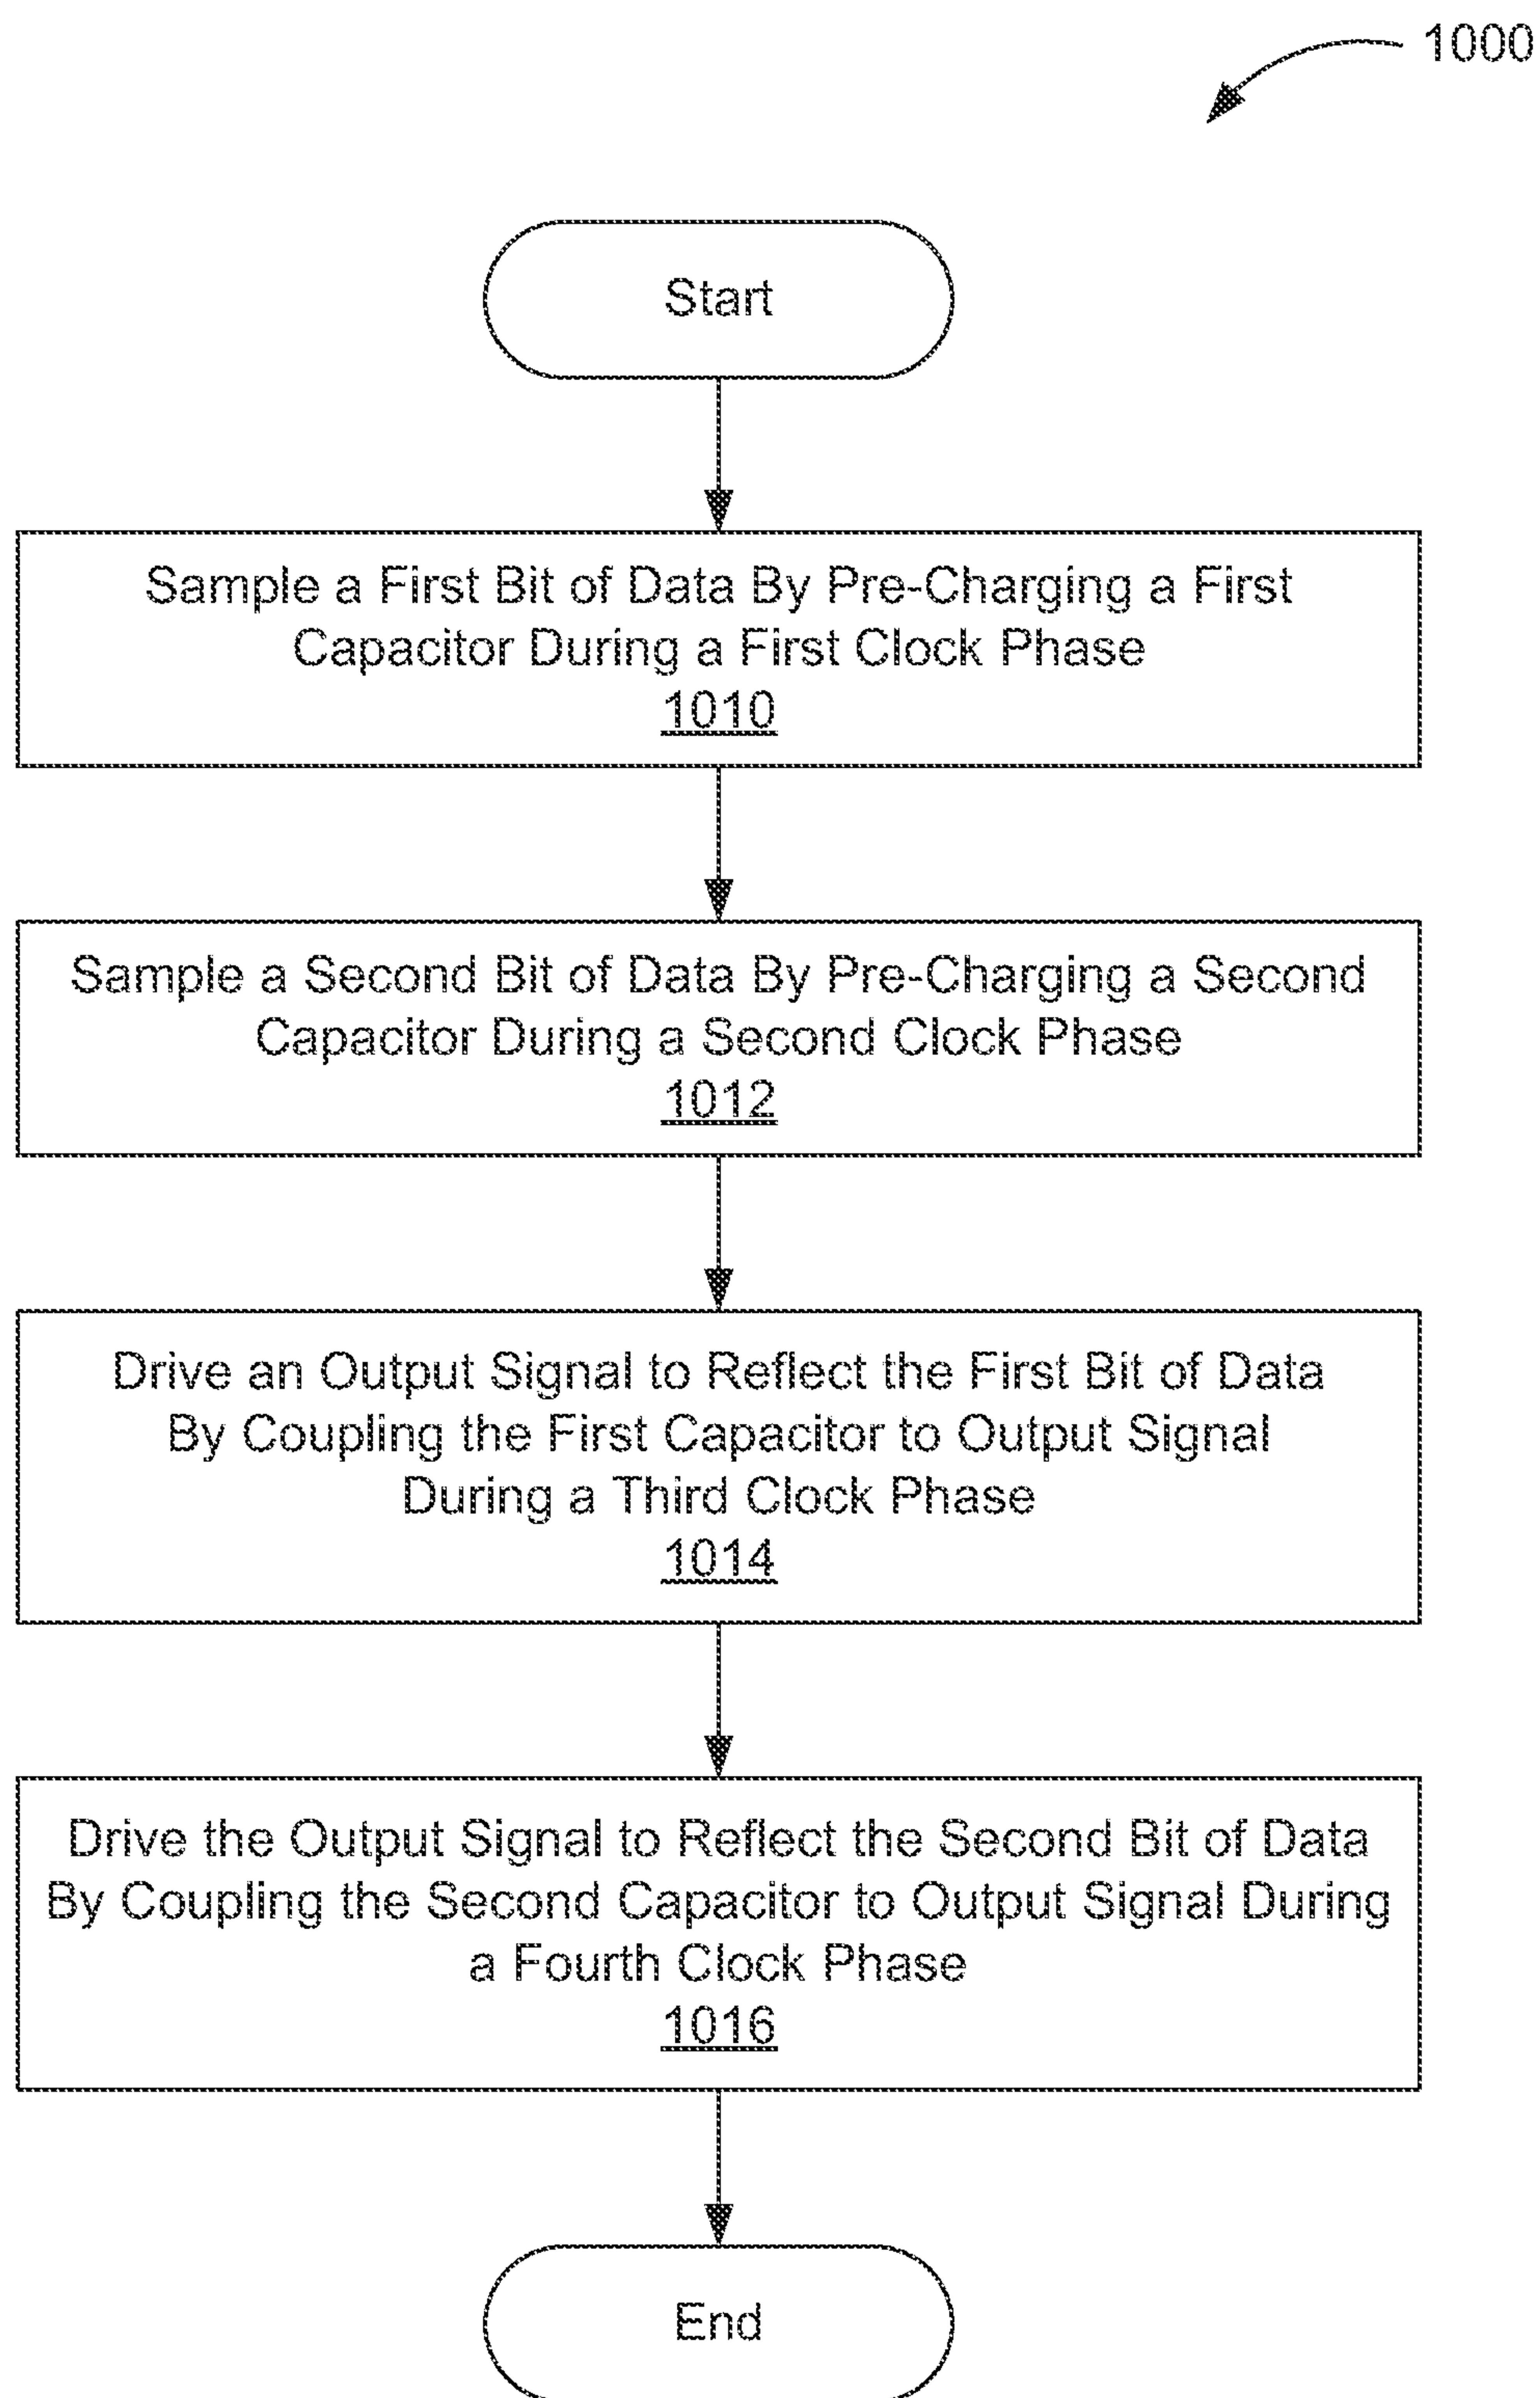 1000
Start
Sample a First Bit of Data By Pre-Charging a First
Capacitor During a First Clock Phase
1010
Sample a Second Bit of Data By Pre-Charging a Second
Capacitor During a Second Clock Phase
1012
Drive an Output Signal to Reflect the First Bit of Data
By Coupling the First Capacitor to Output Signal
During a Third Clock Phase
1014
Drive the Output Signal to Reflect the Second Bit of Data
By Coupling the Second Capacitor to Output Signal During
a Fourth Clock Phase
1016
End